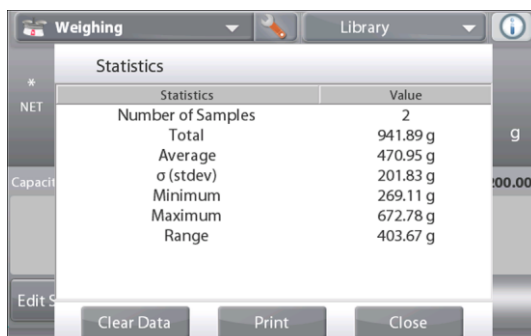 Weighing Library
Statistics
*
NET
g
Statistics Value
Number of Samples 2
Total 941.89 g
Average 470.95 g
σ (stdev) 201.83 g
Minimum 269.11 g
Maximum 672.78 g
Range 403.67 g
Capacit 200.00
Edit S
Clear Data Print Close